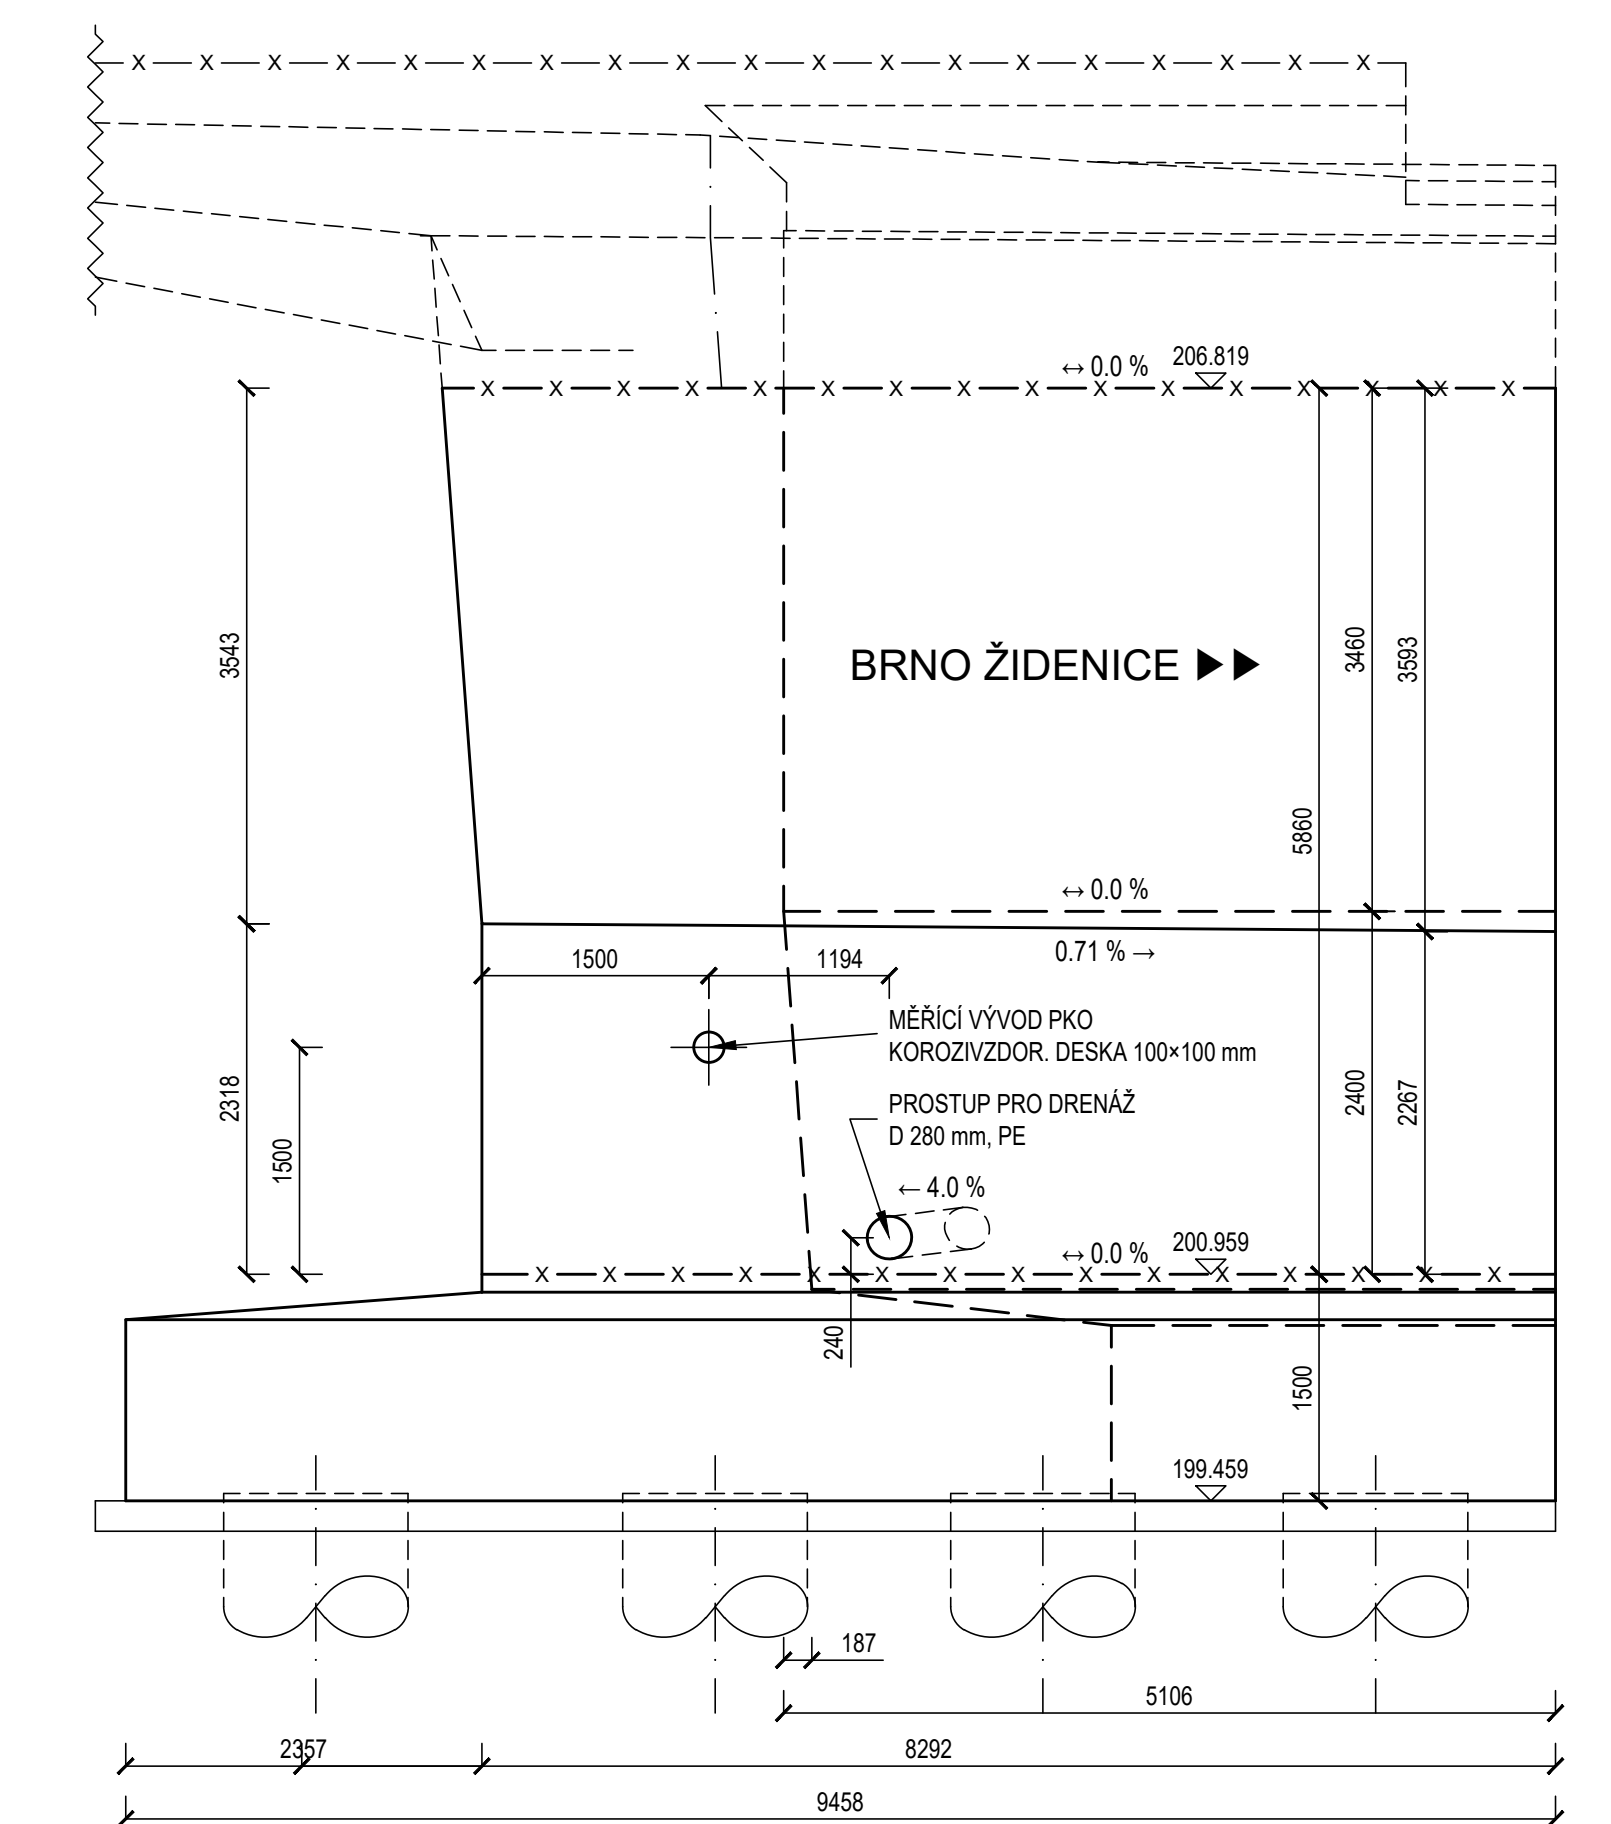 X X X X X X X X X X X X X X X X X X X
↔ 0.0 % 206.819
X X X X X X X X X X X X X X X X
3543
BRNO ŽIDENICE ►►
3460
3593
5860
↔ 0.0 %
0.71 % →
1500
1194
MĚŘÍCÍ VÝVOD PKO
KOROZIVZDOR. DESKA 100×100 mm
2318
1500
PROSTUP PRO DRENÁŽ
D 280 mm, PE
2400
2267
← 4.0 %
↔ 0.0 % 200.959
X X X X X X X X X X X X X X X
240
1500
199.459
187
5106
2357
8292
9458